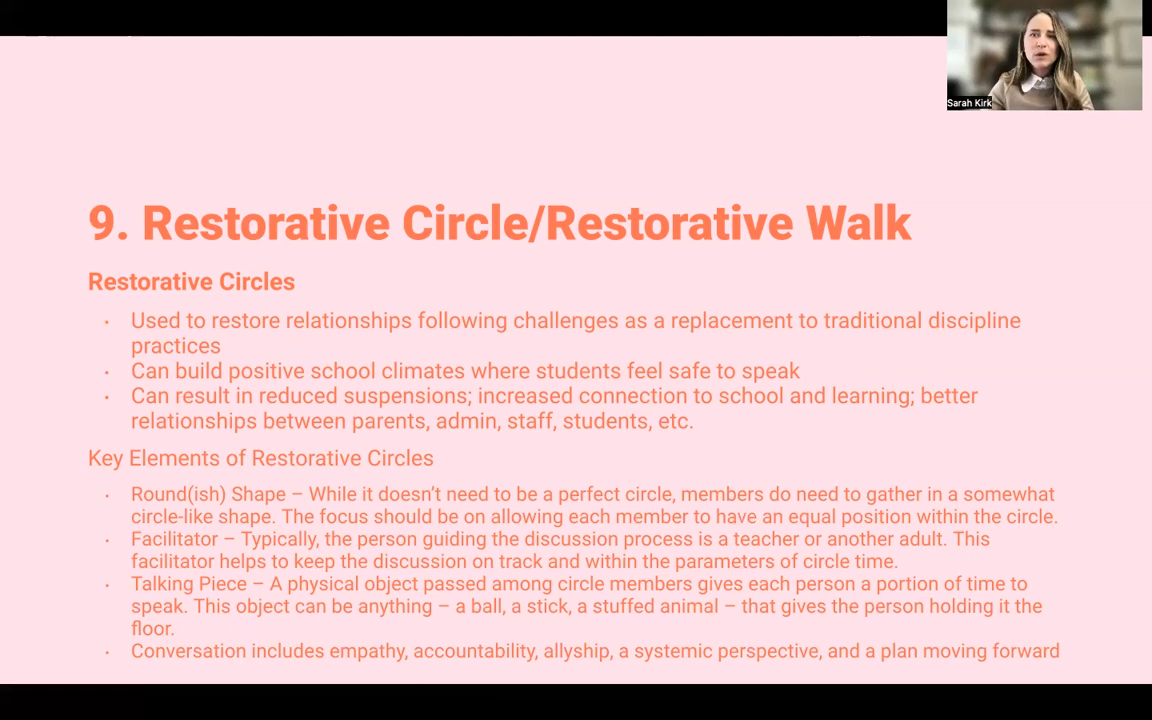 Sarah Kirk
9. Restorative Circle/Restorative Walk
Restorative Circles
· Used to restore relationships following challenges as a replacement to traditional discipline
practices
· Can build positive school climates where students feel safe to speak
· Can result in reduced suspensions; increased connection to school and learning; better
relationships between parents, admin, staff, students, etc.
Key Elements of Restorative Circles
· Round(ish) Shape – While it doesn’t need to be a perfect circle, members do need to gather in a somewhat
circle-like shape. The focus should be on allowing each member to have an equal position within the circle.
· Facilitator – Typically, the person guiding the discussion process is a teacher or another adult. This
facilitator helps to keep the discussion on track and within the parameters of circle time.
· Talking Piece – A physical object passed among circle members gives each person a portion of time to
speak. This object can be anything – a ball, a stick, a stuffed animal – that gives the person holding it the
floor.
· Conversation includes empathy, accountability, allyship, a systemic perspective, and a plan moving forward